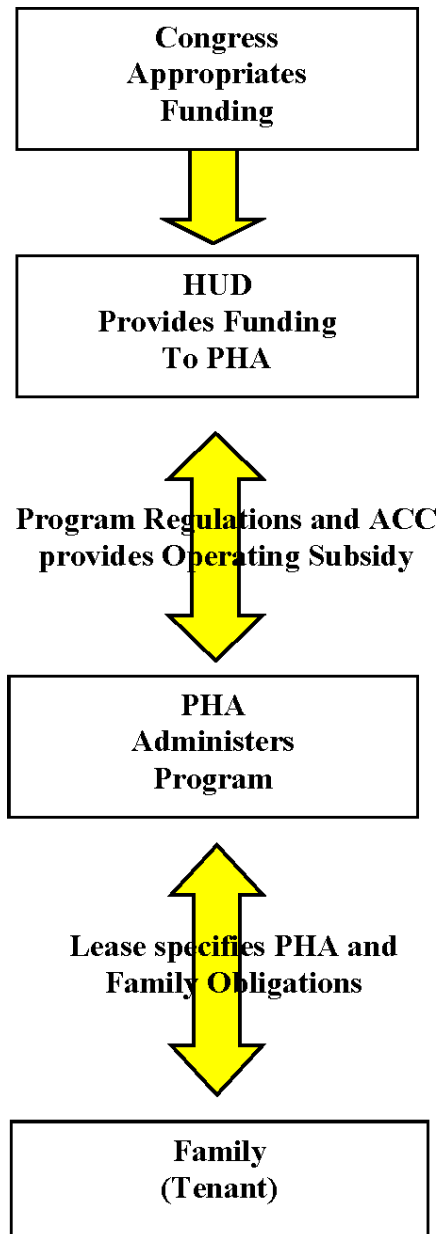 Congress
Appropriates
Funding
HUD
Provides Funding
To PHA
Program Regulations and ACC
provides Operating Subsidy
PHA
Administers
Program
Lease specifies PHA and
Family Obligations
Family
(Tenant)